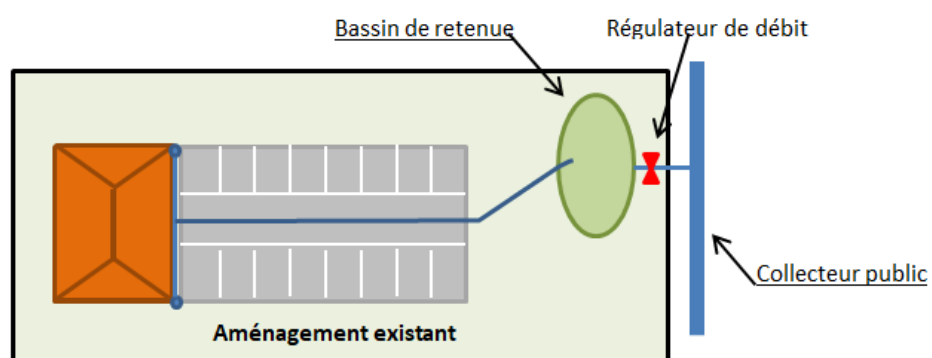 Bassin de retenue
Régulateur de débit
Collecteur public
Aménagement existant